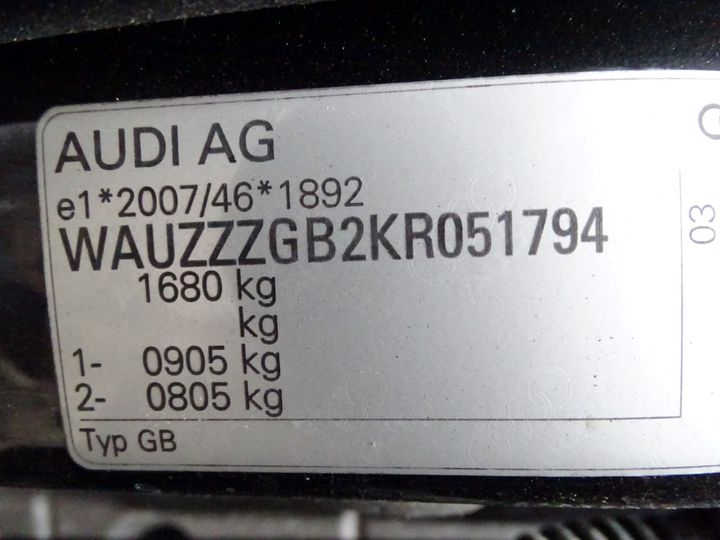 AUDI AG
e1*2007/46*1892
WAUZZZGB2KR051794
1680 kg
kg
1- 0905 kg
2- 0805 kg
Typ GB
03